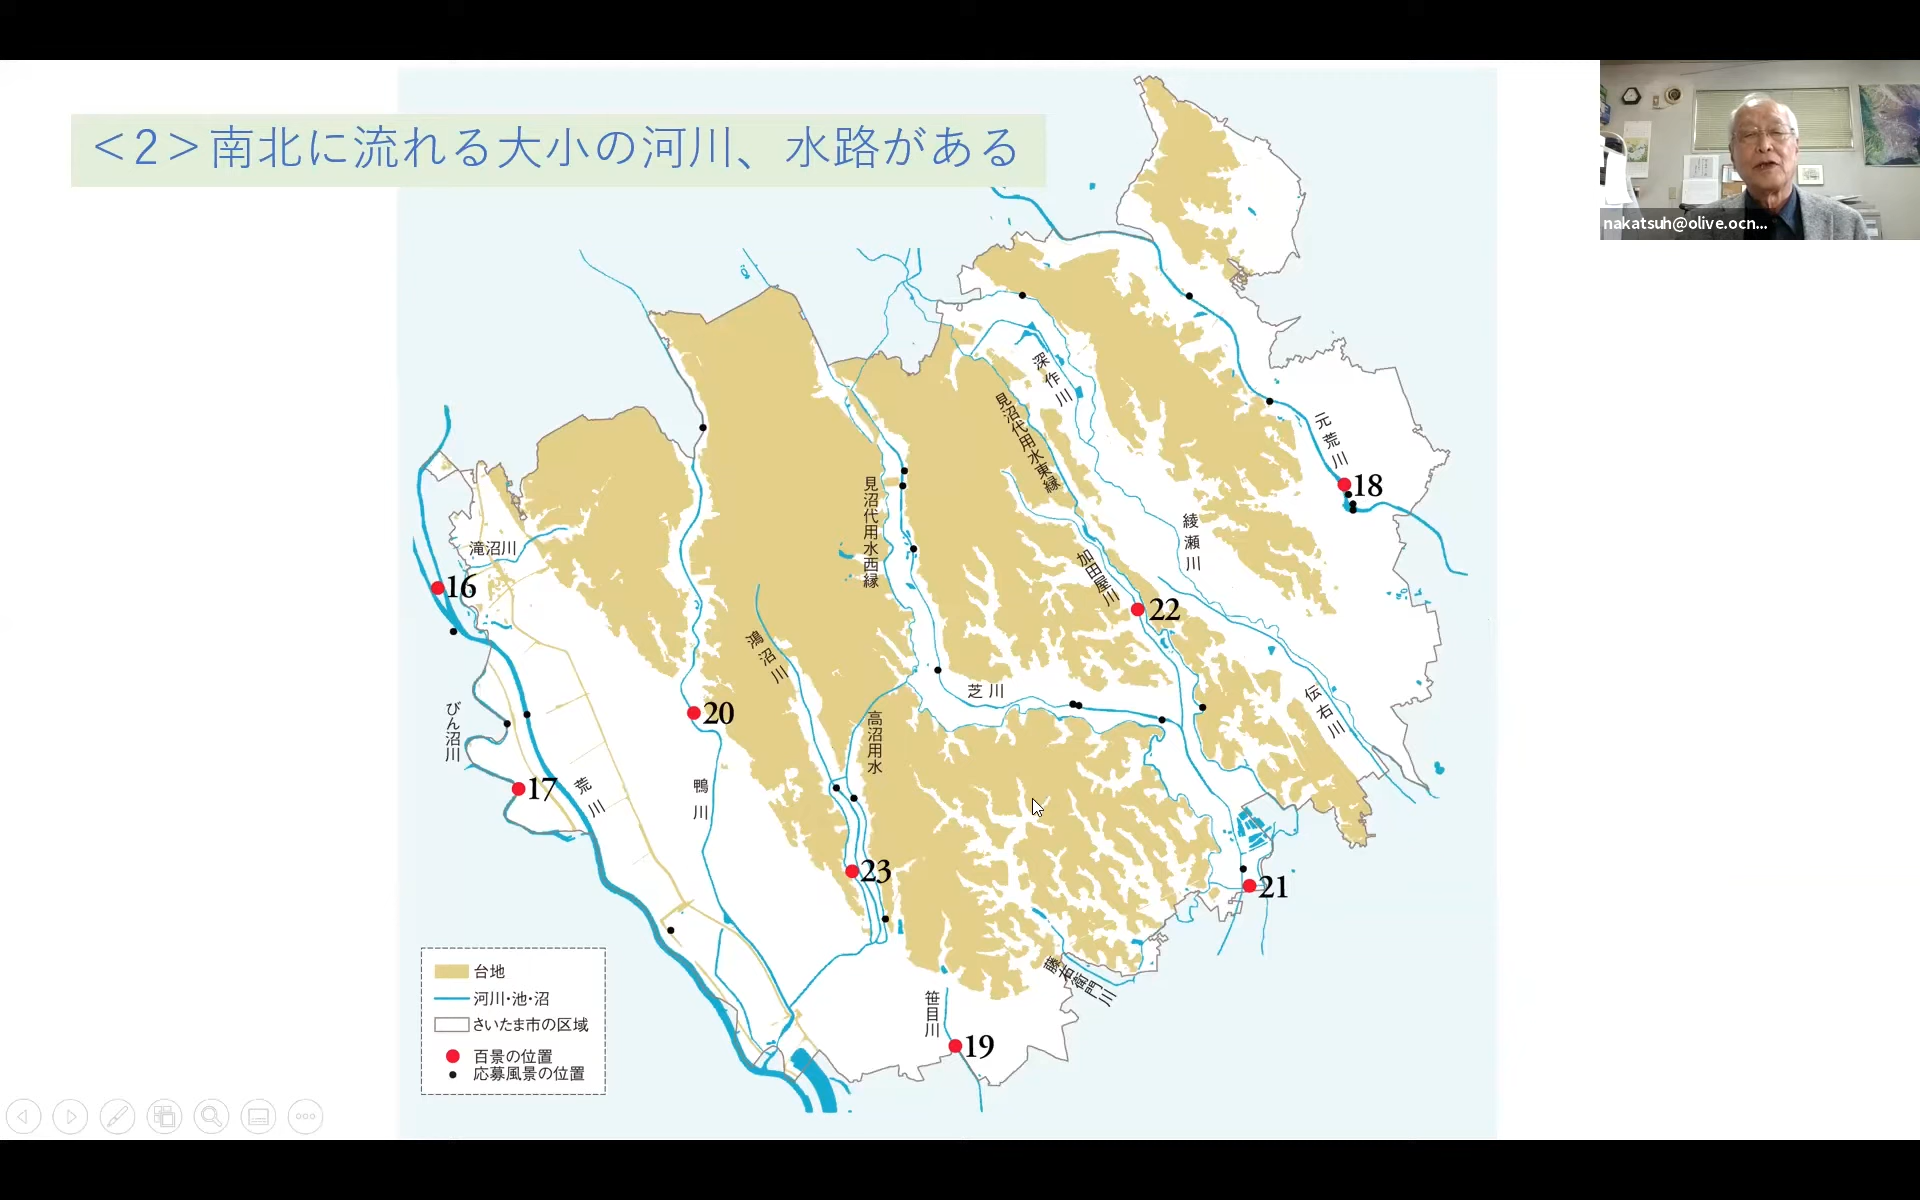 ＜2＞南北に流れる大小の河川、水路がある
nakatsuh@olive.ocn...
深作川
見沼代用水東縁
元荒川
18
見沼代用水西縁
綾瀬川
滝沼川
加田屋川
16
22
鴻沼川
芝川
伝右川
びん沼川
20
高沼用水
17
荒川
鴨川
23
21
藤右衛門川
笹目川
19
台地
河川・池・沼
さいたま市の区域
百景の位置
応募風景の位置